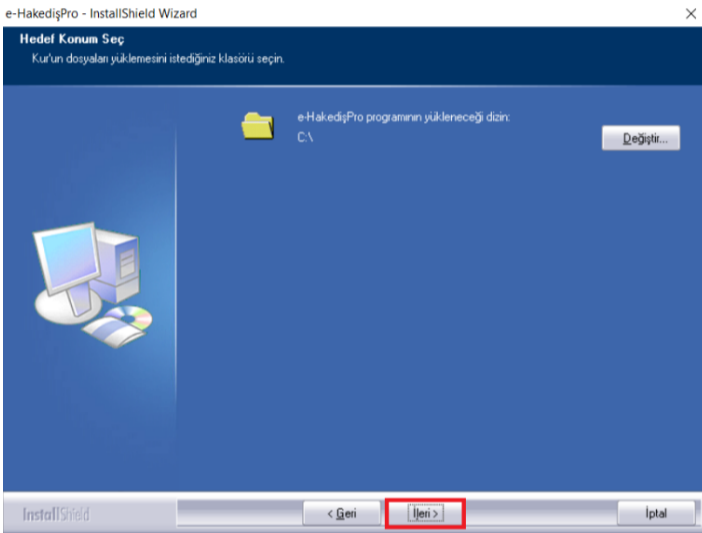 e-HakedişPro - InstallShield Wizard
Hedef Konum Seç
Kur'un dosyaları yüklemesini istediğiniz klasörü seçin.
e-HakedişPro programının yükleneceği dizin:
C:\
Değiştir...
InstallShield
< Geri
İleri >
İptal